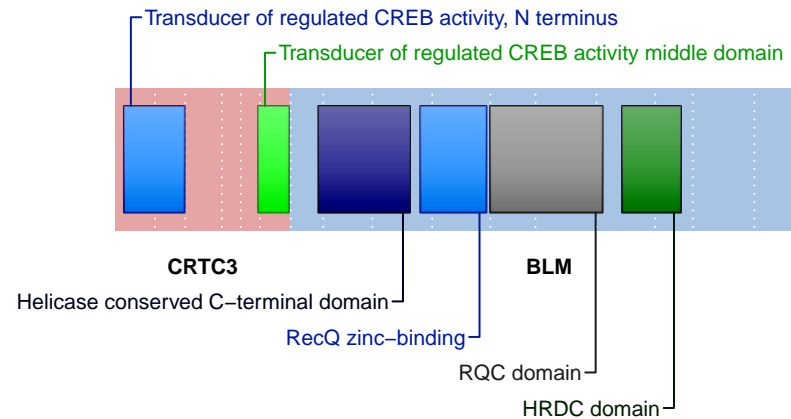 Transducer of regulated CREB activity, N terminus
Transducer of regulated CREB activity middle domain
CRTC3
BLM
Helicase conserved C−terminal domain
RecQ zinc−binding
RQC domain
HRDC domain